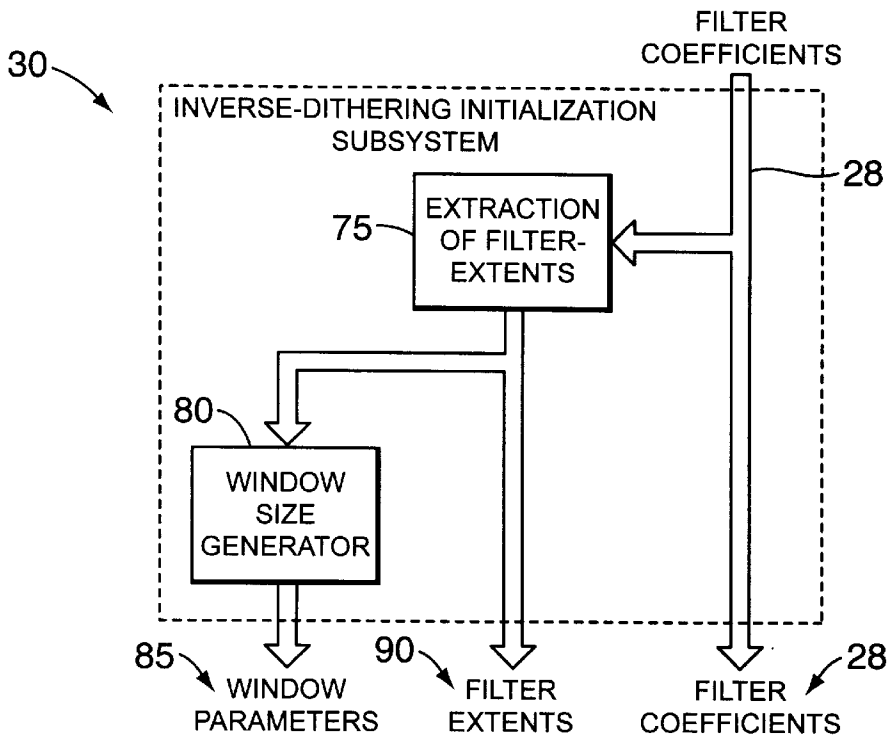 FILTER
COEFFICIENTS
30
INVERSE-DITHERING INITIALIZATION
SUBSYSTEM
28
75
EXTRACTION
OF FILTER-
EXTENTS
80
WINDOW
SIZE
GENERATOR
85
WINDOW
PARAMETERS
90
FILTER
EXTENTS
28
FILTER
COEFFICIENTS